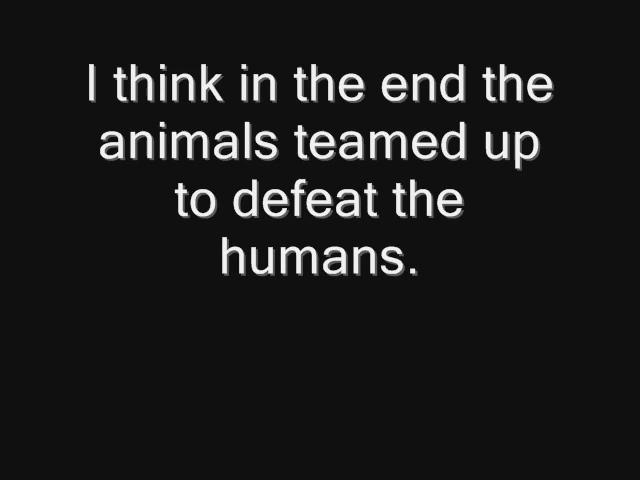 I think in the end the
animals teamed up
to defeat the
humans.